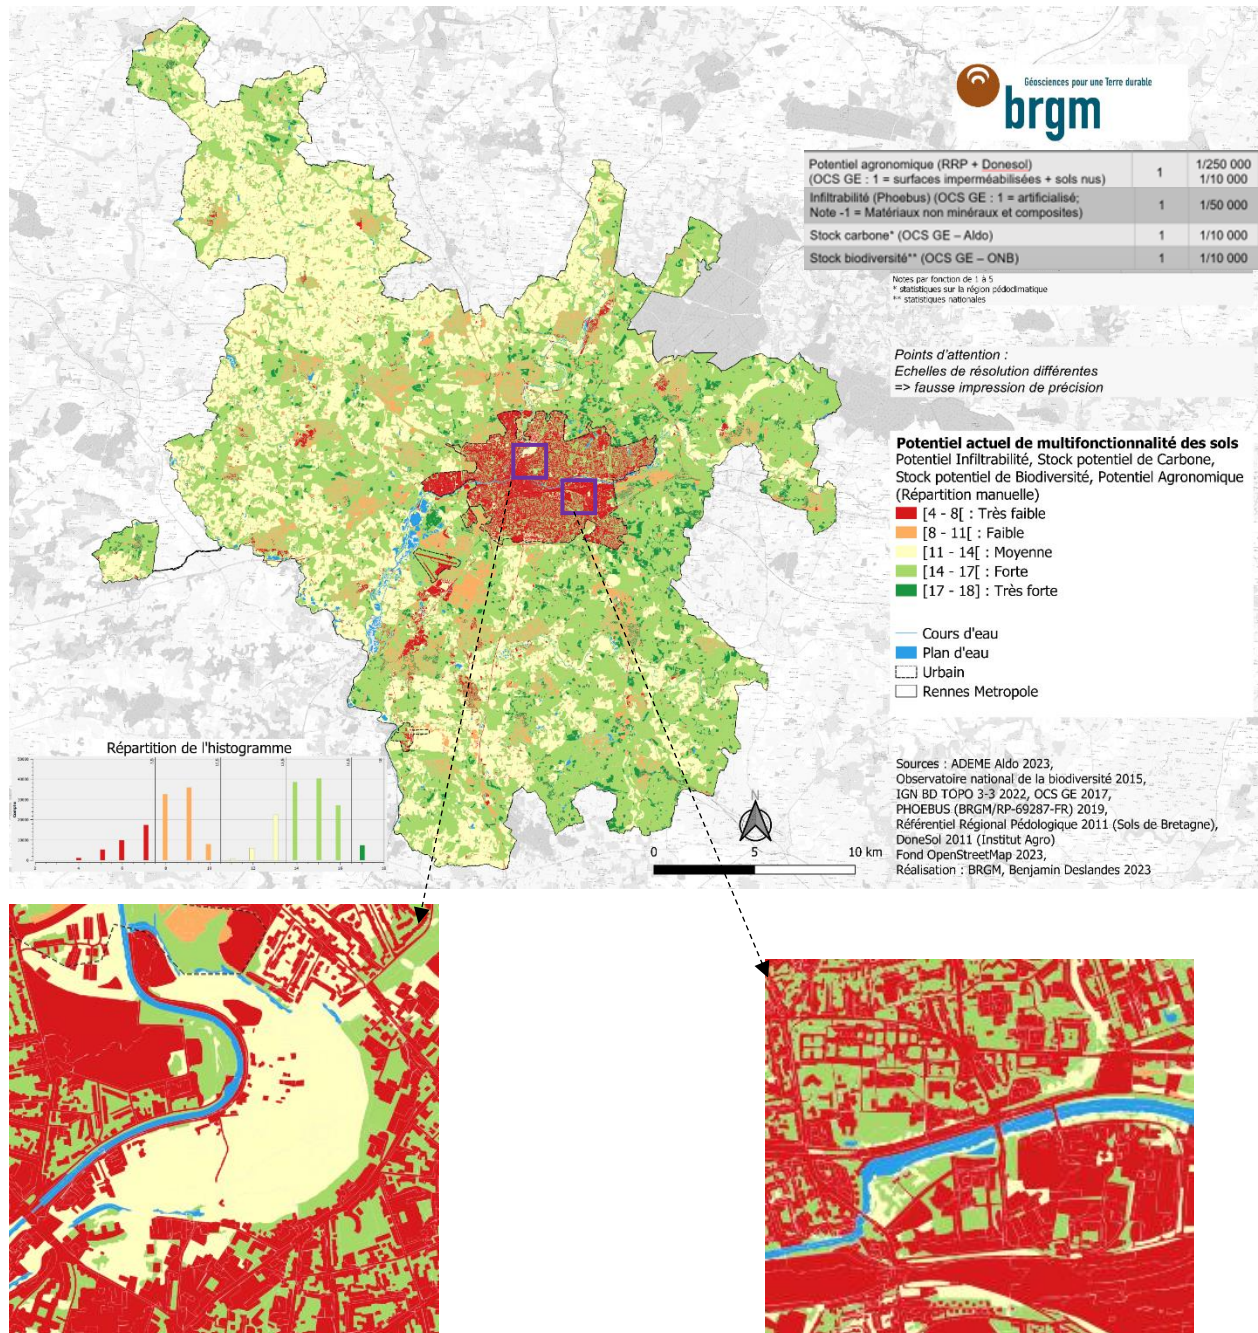 Géosciences pour une Terre durable
brgm
Potentiel agronomique (RRP + Donesol)
(OCS GE : 1 = surfaces imperméabilisées + sols nus)
1
1/250 000
1/10 000
Infiltrabilité (Phoebus) (OCS GE : 1 = artificialisé;
Note -1 = Matériaux non minéraux et composites)
1
1/50 000
Stock carbone* (OCS GE – Aldo)
1
1/10 000
Stock biodiversité** (OCS GE – ONB)
1
1/10 000
Notes par fonction de 1 à 5
* statistiques sur la région pédoclimatique
** statistiques nationales
Points d'attention :
Echelles de résolution différentes
=> fausse impression de précision
Potentiel actuel de multifonctionnalité des sols
Potentiel Infiltrabilité, Stock potentiel de Carbone,
Stock potentiel de Biodiversité, Potentiel Agronomique
(Répartition manuelle)
[4 - 8[ : Très faible
[8 - 11[ : Faible
[11 - 14[ : Moyenne
[14 - 17[ : Forte
[17 - 18] : Très forte
Cours d'eau
Plan d'eau
Urbain
Rennes Metropole
Répartition de l'histogramme
N
0 5 10 km
Sources : ADEME Aldo 2023,
Observatoire national de la biodiversité 2015,
IGN BD TOPO 3-3 2022, OCS GE 2017,
PHOEBUS (BRGM/RP-69287-FR) 2019,
Référentiel Régional Pédologique 2011 (Sols de Bretagne),
DoneSol 2011 (Institut Agro)
Fond OpenStreetMap 2023,
Réalisation : BRGM, Benjamin Deslandes 2023